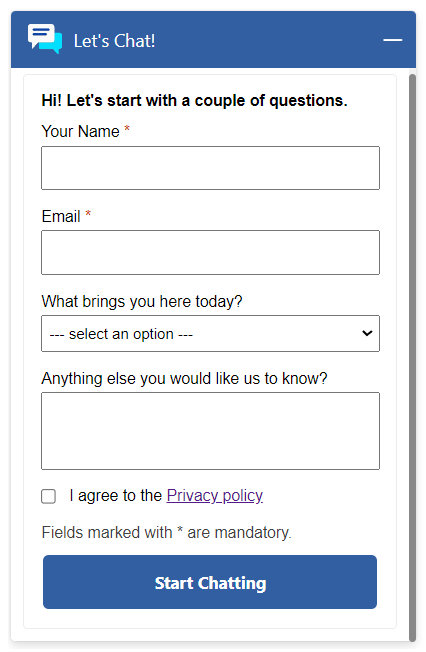 Let's Chat!
Hi! Let's start with a couple of questions.
Your Name *
Email *
What brings you here today?
--- select an option ---
Anything else you would like us to know?
I agree to the Privacy policy
Fields marked with * are mandatory.
Start Chatting